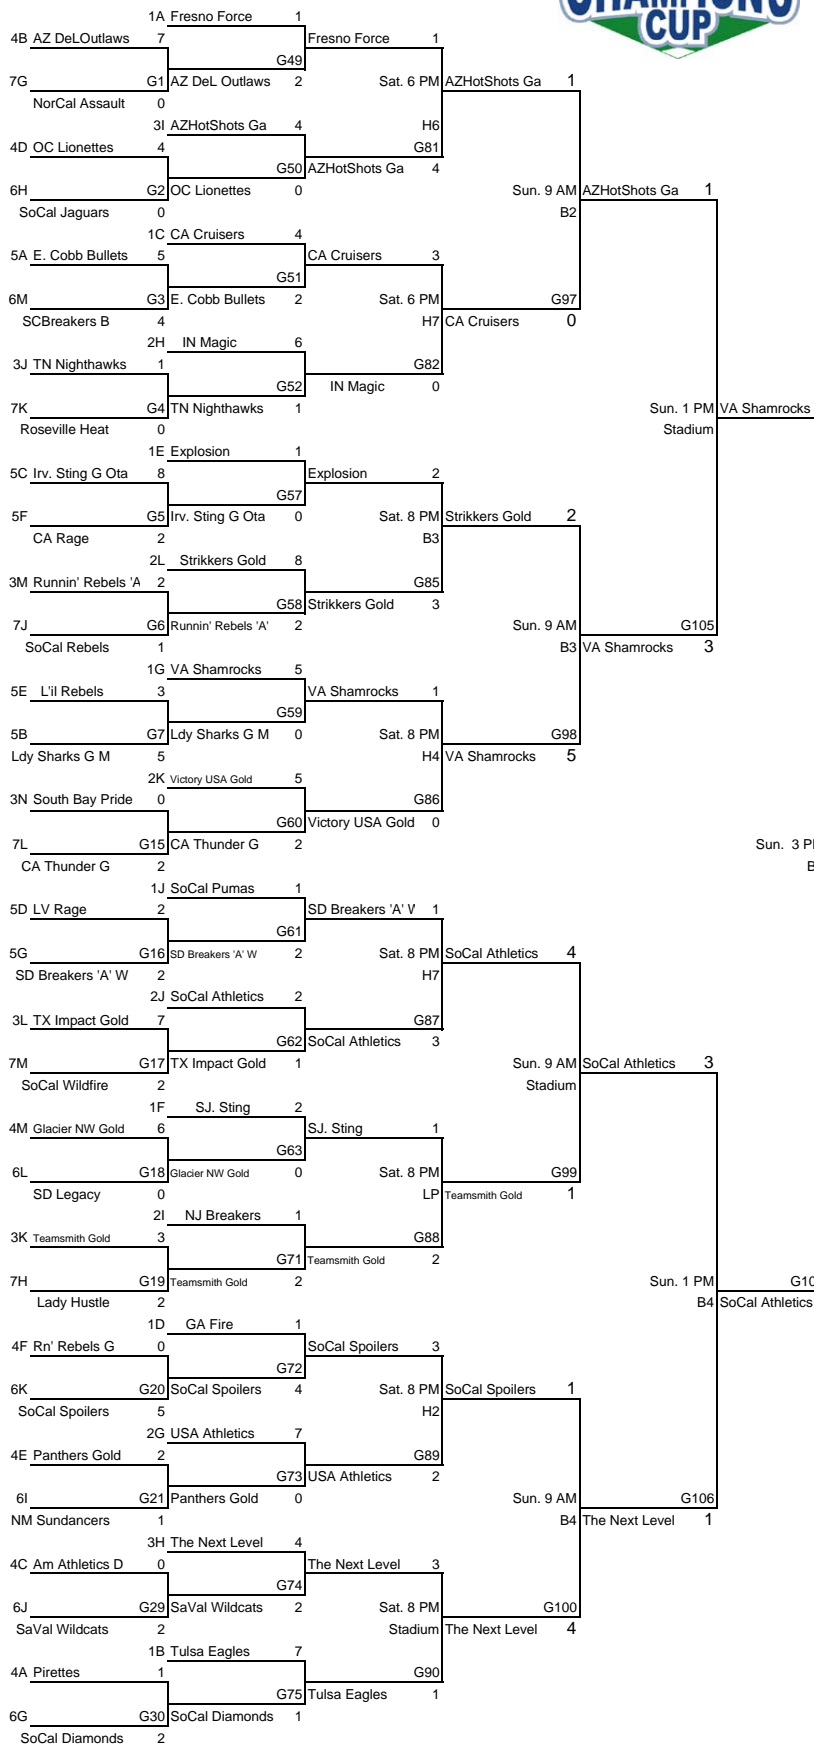 CHAMPIONS
CUP
1A Fresno Force 1
4B AZ DeLOutlaws 7 Fresno Force 1
G49
7G G1 AZ DeL Outlaws 2 Sat. 6 PM AZHotShots Ga 1
NorCal Assault 0
3I AZHotShots Ga 4 H6
4D OC Lionettes 4 G81
G50 AZHotShots Ga 4
6H G2 OC Lionettes 0 Sun. 9 AM AZHotShots Ga 1
SoCal Jaguars 0 B2
1C CA Cruisers 4
5A E. Cobb Bullets 5 CA Cruisers 3
G51
6M G3 E. Cobb Bullets 2 Sat. 6 PM G97
SCBreakers B 4 H7 CA Cruisers 0
2H IN Magic 6
3J TN Nighthawks 1 G82
G52 IN Magic 0
7K G4 TN Nighthawks 1 Sun. 1 PM VA Shamrocks
Roseville Heat 0 Stadium
1E Explosion 1
5C Irv. Sting G Ota 8 Explosion 2
G57
5F G5 Irv. Sting G Ota 0 Sat. 8 PM Strikkers Gold 2
CA Rage 2 B3
2L Strikkers Gold 8
3M Runnin' Rebels 'A 2 G85
G58 Strikkers Gold 3
7J G6 Runnin' Rebels 'A' 2 Sun. 9 AM G105
SoCal Rebels 1 B3 VA Shamrocks 3
1G VA Shamrocks 5
5E L'il Rebels 3 VA Shamrocks 1
G59
5B G7 Ldy Sharks G M 0 Sat. 8 PM G98
Ldy Sharks G M 5 H4 VA Shamrocks 5
2K Victory USA Gold 5
3N South Bay Pride 0 G86
G60 Victory USA Gold 0
7L G15 CA Thunder G 2 Sun. 3 P
CA Thunder G 2 B
1J SoCal Pumas 1
5D LV Rage 2 SD Breakers 'A' 1
G61
5G G16 SD Breakers 'A' W 2 Sat. 8 PM SoCal Athletics 4
SD Breakers 'A' W 2 H7
2J SoCal Athletics 2
3L TX Impact Gold 7 G87
G62 SoCal Athletics 3
7M G17 TX Impact Gold 1 Sun. 9 AM SoCal Athletics 3
SoCal Wildfire 2 Stadium
1F SJ. Sting 2
4M Glacier NW Gold 6 SJ. Sting 1
G63
6L G18 Glacier NW Gold 0 Sat. 8 PM G99
SD Legacy 0 LP Teamsmith Gold 1
2I NJ Breakers 1
3K Teamsmith Gold 3 G88
G71 Teamsmith Gold 2
7H G19 Teamsmith Gold 2 Sun. 1 PM G10
Lady Hustle 2 B4 SoCal Athletics
1D GA Fire 1
4F Rn' Rebels G 0 SoCal Spoilers 3
G72
6K G20 SoCal Spoilers 4 Sat. 8 PM SoCal Spoilers 1
SoCal Spoilers 5 H2
2G USA Athletics 7
4E Panthers Gold 2 G89
G73 USA Athletics 2
6I G21 Panthers Gold 0 Sun. 9 AM G106
NM Sundancers 1 B4 The Next Level 1
3H The Next Level 4
4C Am Athletics D 0 The Next Level 3
G74
6J G29 SaVal Wildcats 2 Sat. 8 PM G100
SaVal Wildcats 2 Stadium The Next Level 4
1B Tulsa Eagles 7
4A Pirettes 1 G90
G75 Tulsa Eagles 1
6G G30 SoCal Diamonds 1
SoCal Diamonds 2